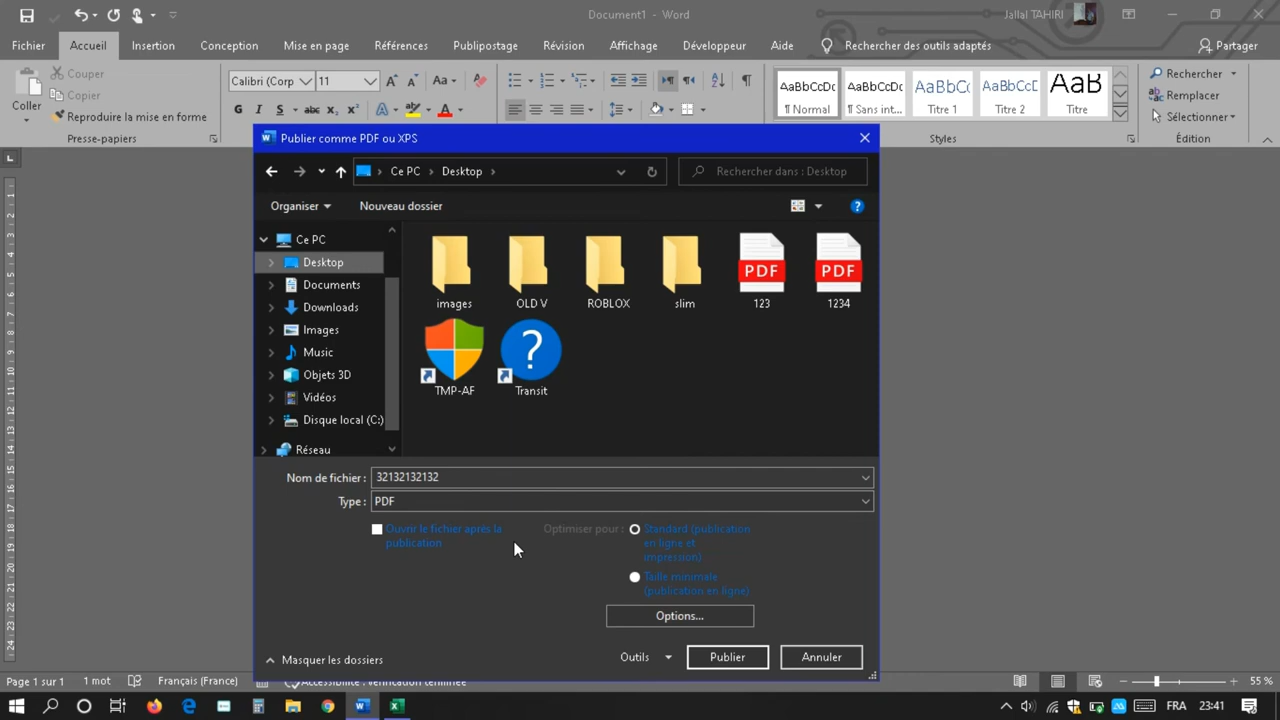 Document1 - Word
Jallal TAHIRI
Fichier
Accueil
Insertion
Conception
Mise en page
Références
Publipostage
Révision
Affichage
Développeur
Aide
Rechercher des outils adaptés
Partager
Coller
Couper
Copier
Reproduire la mise en forme
Presse-papiers
Calibri (Corp
11
AaBbCcDc
¶ Normal
AaBbCcDc
¶ Sans int...
AaBbCc
Titre 1
AaBbCcD
Titre 2
AaB
Titre
Styles
Rechercher
Remplacer
Sélectionner
Édition
Publier comme PDF ou XPS
Ce PC
Desktop
Rechercher dans : Desktop
Organiser
Nouveau dossier
Ce PC
Desktop
Documents
Downloads
Images
Music
Objets 3D
Vidéos
Disque local (C:)
Réseau
images
OLD V
ROBLOX
slim
PDF
123
PDF
1234
TMP-AF
Transit
Nom de fichier :
32132132132
Type :
PDF
Ouvrir le fichier après la
publication
Optimiser pour :
Standard (publication
en ligne et
impression)
Taille minimale
(publication en ligne)
Options...
Masquer les dossiers
Outils
Publier
Annuler
Page 1 sur 1
1 mot
Français (France)
Accessibilité : vérification terminée
55 %
FRA
23:41